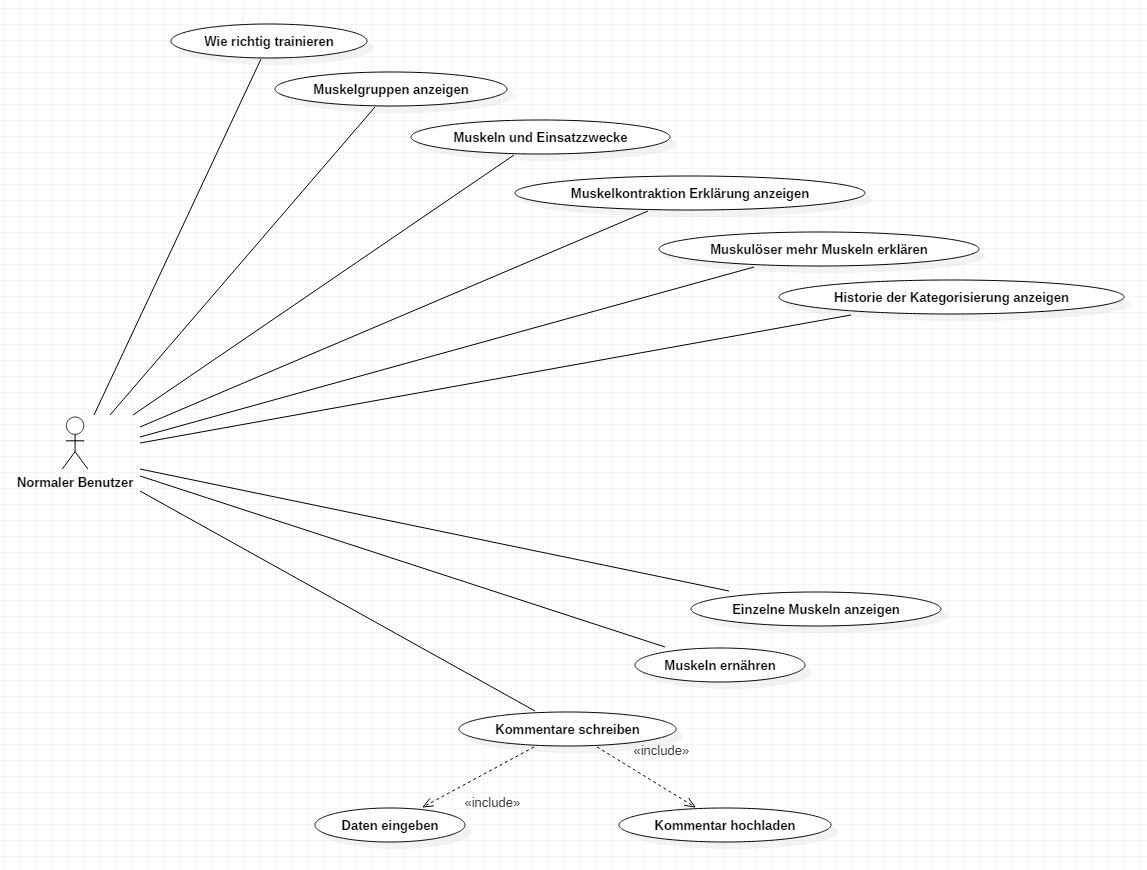 Wie richtig trainieren
Muskelgruppen anzeigen
Muskeln und Einsatzzwecke
Muskelkontraktion Erklärung anzeigen
Muskulöser mehr Muskeln erklären
Historie der Kategorisierung anzeigen
Normaler Benutzer
Einzelne Muskeln anzeigen
Muskeln ernähren
Kommentare schreiben
«include»
«include»
Daten eingeben
Kommentar hochladen